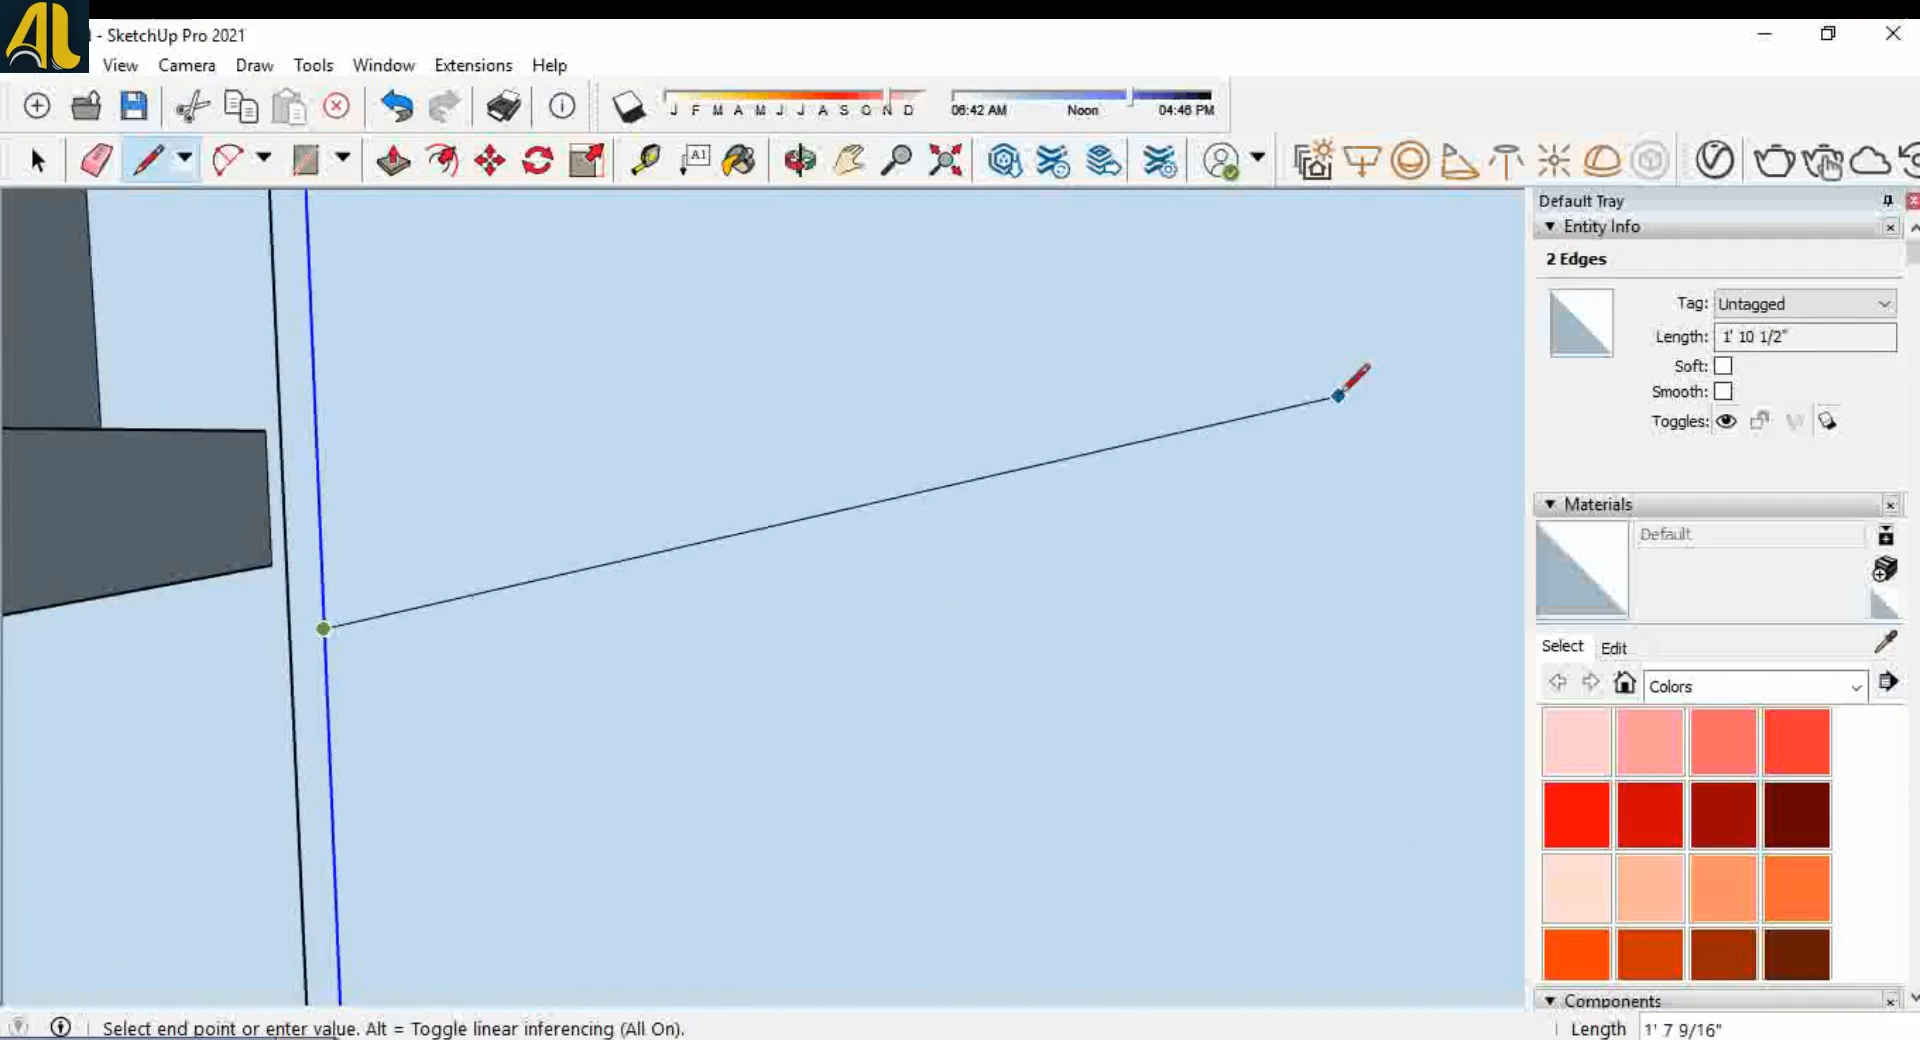 AL
- SketchUp Pro 2021
View Camera Draw Tools Window Extensions Help
J F M A M J J A S O N D
06:42 AM Noon 04:46 PM
A1
Default Tray
Entity Info
2 Edges
Tag: Untagged
Length: 1' 10 1/2"
Soft:
Smooth:
Toggles:
Materials
Default
Select Edit
Colors
Components
Select end point or enter value. Alt = Toggle linear inferencing (All On).
Length 1' 7 9/16"